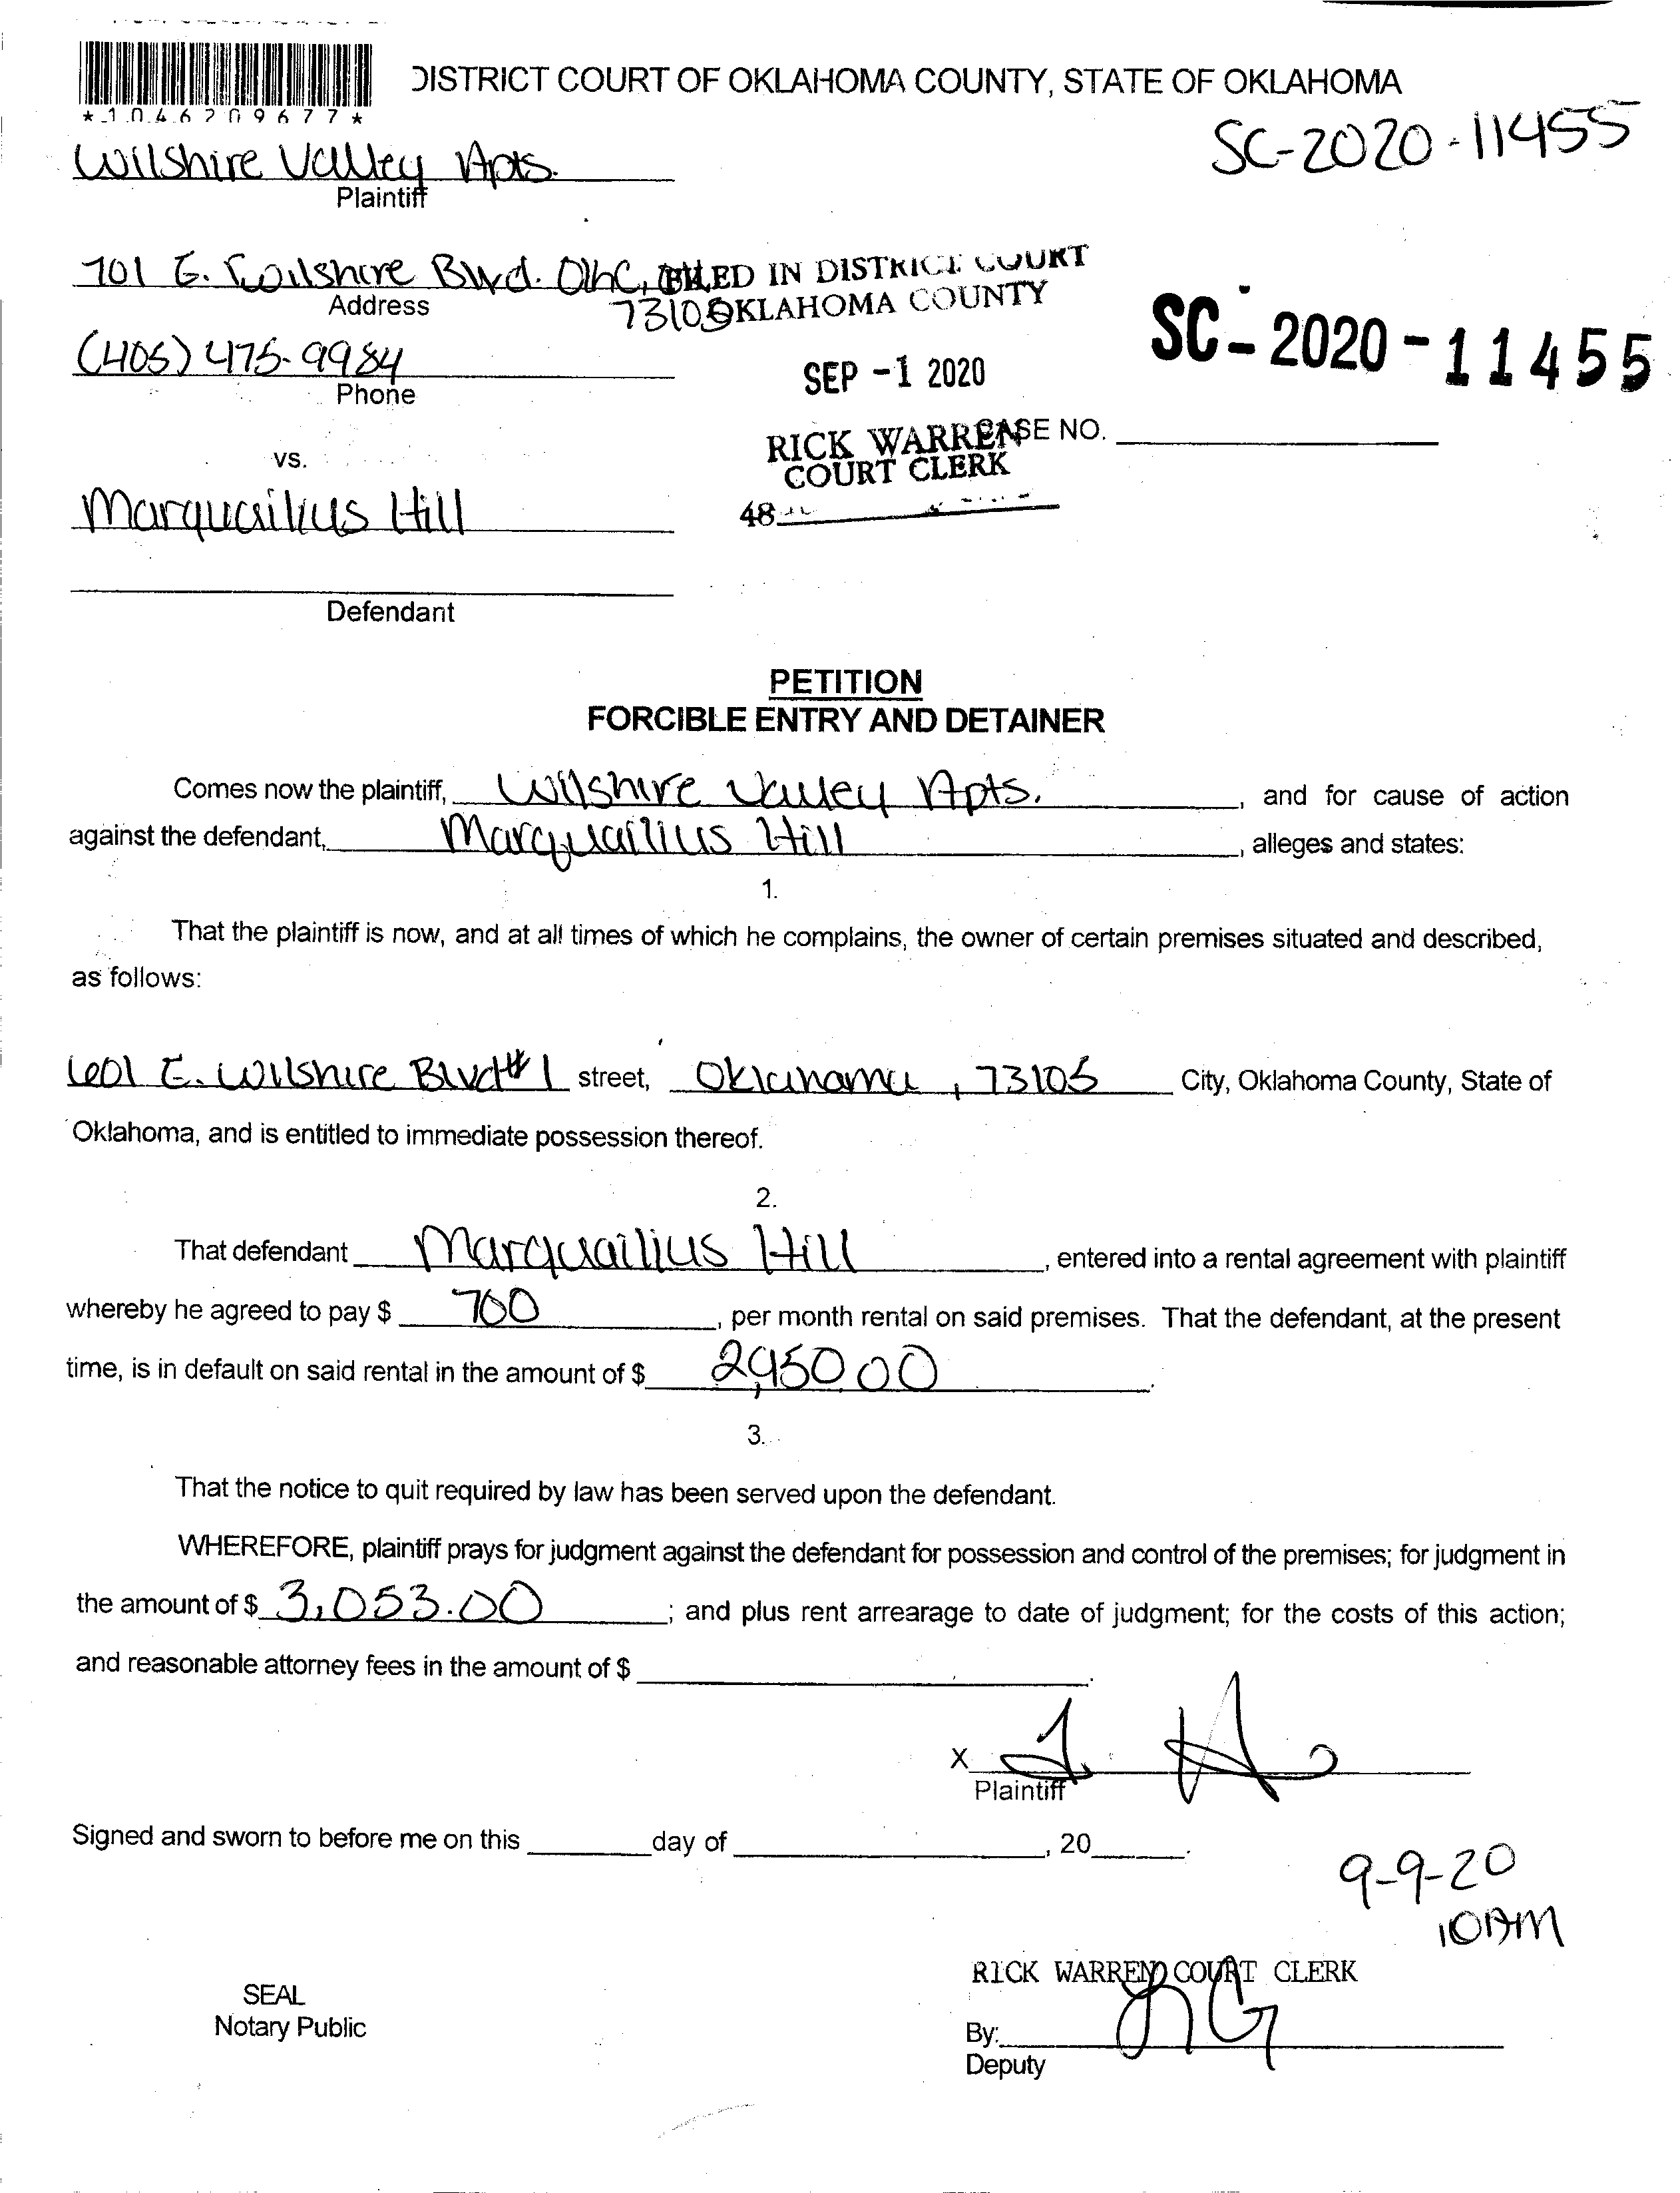 *1046209677*
DISTRICT COURT OF OKLAHOMA COUNTY, STATE OF OKLAHOMA
SC-2020-11455
Wilshire Valley Apts.
Plaintiff
701 E. Wilshire Blvd. OKC,
73105
Address
FILED IN DISTRICT COURT
OKLAHOMA COUNTY
SC-2020-11455
(405) 475-9984
Phone
SEP -1 2020
RICK WARREN
COURT CLERK
48
CASE NO.
vs.
Marquailius Hill
Defendant
PETITION
FORCIBLE ENTRY AND DETAINER
Comes now the plaintiff, Wilshire Valley Apts. , and for cause of action
against the defendant, Marquailius Hill , alleges and states:
1.
That the plaintiff is now, and at all times of which he complains, the owner of certain premises situated and described,
as follows:
601 E. Wilshire Blvd #1 street, Oklahoma, 73105 City, Oklahoma County, State of
Oklahoma, and is entitled to immediate possession thereof.
2.
That defendant Marquailius Hill , entered into a rental agreement with plaintiff
whereby he agreed to pay $ 700 , per month rental on said premises. That the defendant, at the present
time, is in default on said rental in the amount of $ 2,950.00 .
3.
That the notice to quit required by law has been served upon the defendant.
WHEREFORE, plaintiff prays for judgment against the defendant for possession and control of the premises; for judgment in
the amount of $ 3,053.00 ; and plus rent arrearage to date of judgment; for the costs of this action;
and reasonable attorney fees in the amount of $ .
X
Plaintiff
Signed and sworn to before me on this day of , 20 .
9-9-20
10AM
RICK WARREN COURT CLERK
SEAL
Notary Public
By:
Deputy